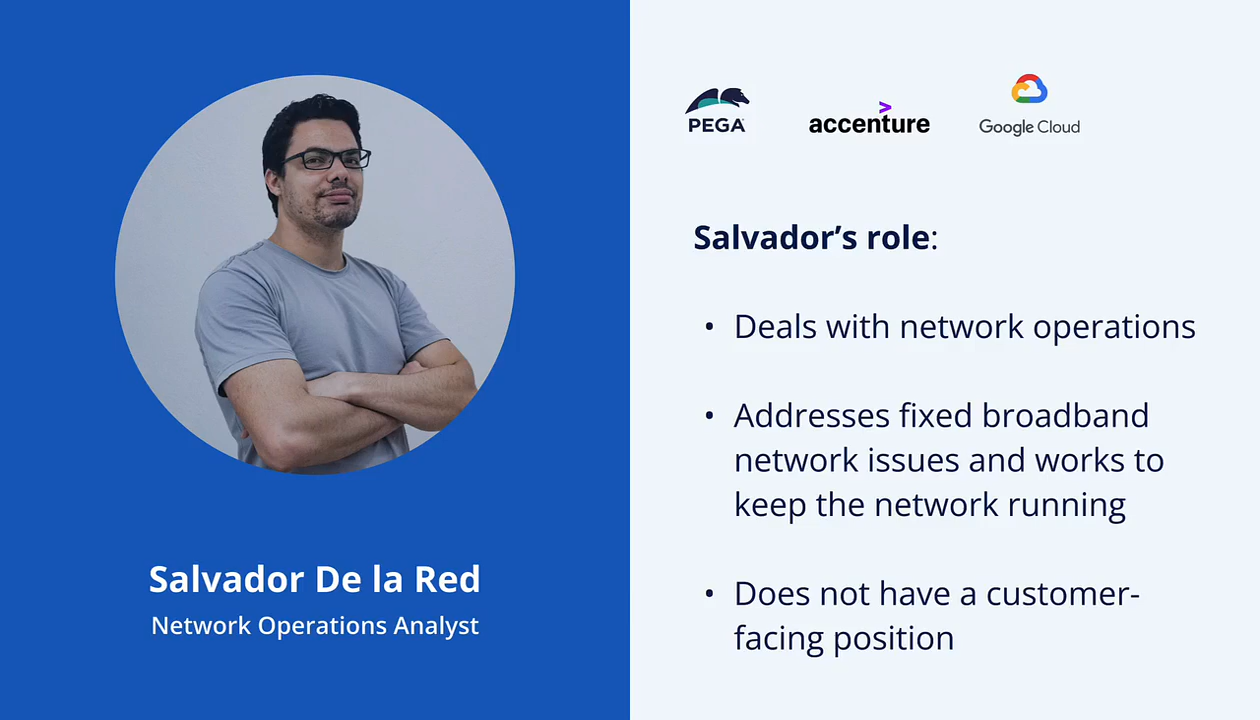 PEGA
accenture
Google Cloud
Salvador's role:
• Deals with network operations
• Addresses fixed broadband
network issues and works to
keep the network running
• Does not have a customer-
facing position
Salvador De la Red
Network Operations Analyst